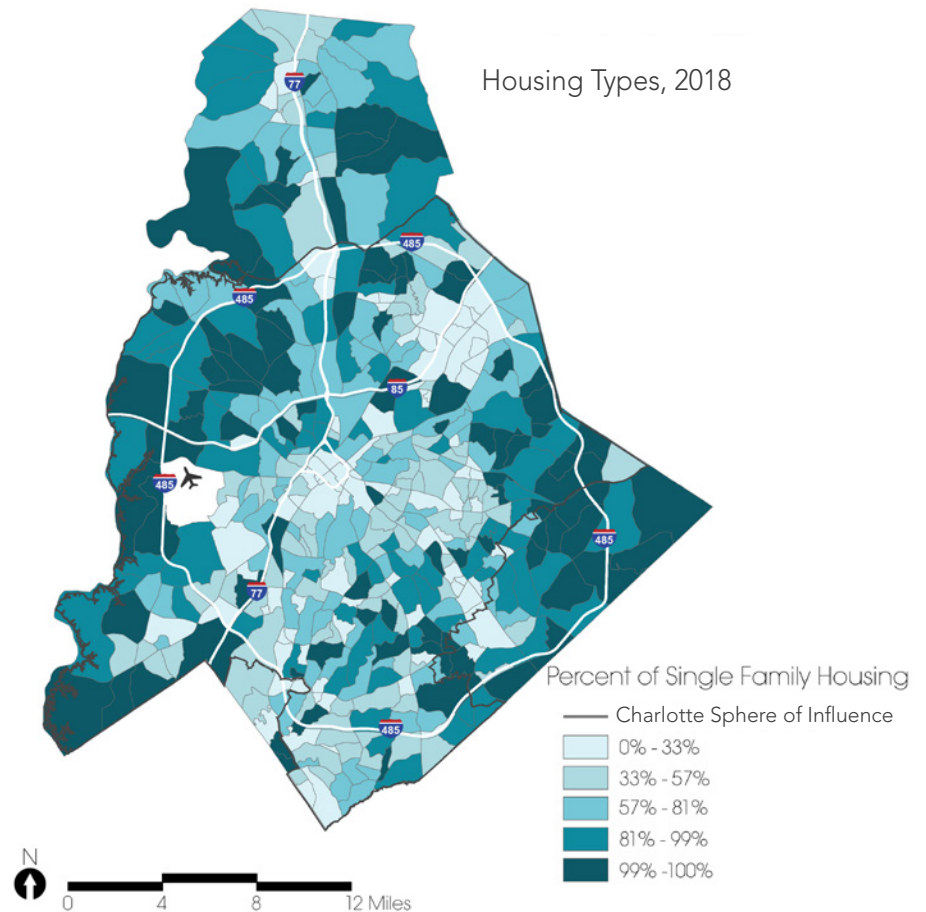 Housing Types, 2018
77
485
485
85
485
485
77
485
Percent of Single Family Housing
Charlotte Sphere of Influence
0% - 33%
33% - 57%
57% - 81%
81% - 99%
99% -100%
N
0 4 8 12 Miles